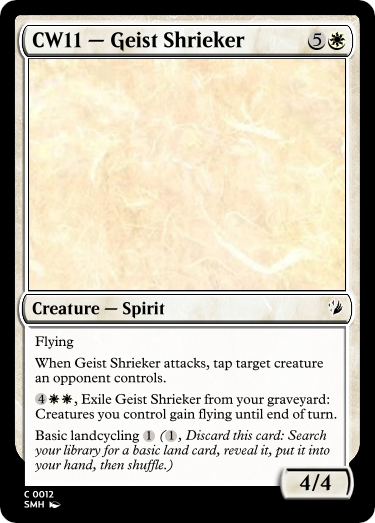 CW11 — Geist Shrieker 5
Creature — Spirit
Flying
When Geist Shrieker attacks, tap target creature
an opponent controls.
4, Exile Geist Shrieker from your graveyard:
Creatures you control gain flying until end of turn.
Basic landcycling 1 (1, Discard this card: Search
your library for a basic land card, reveal it, put it into
your hand, then shuffle.)
4/4
C 0012
SMH